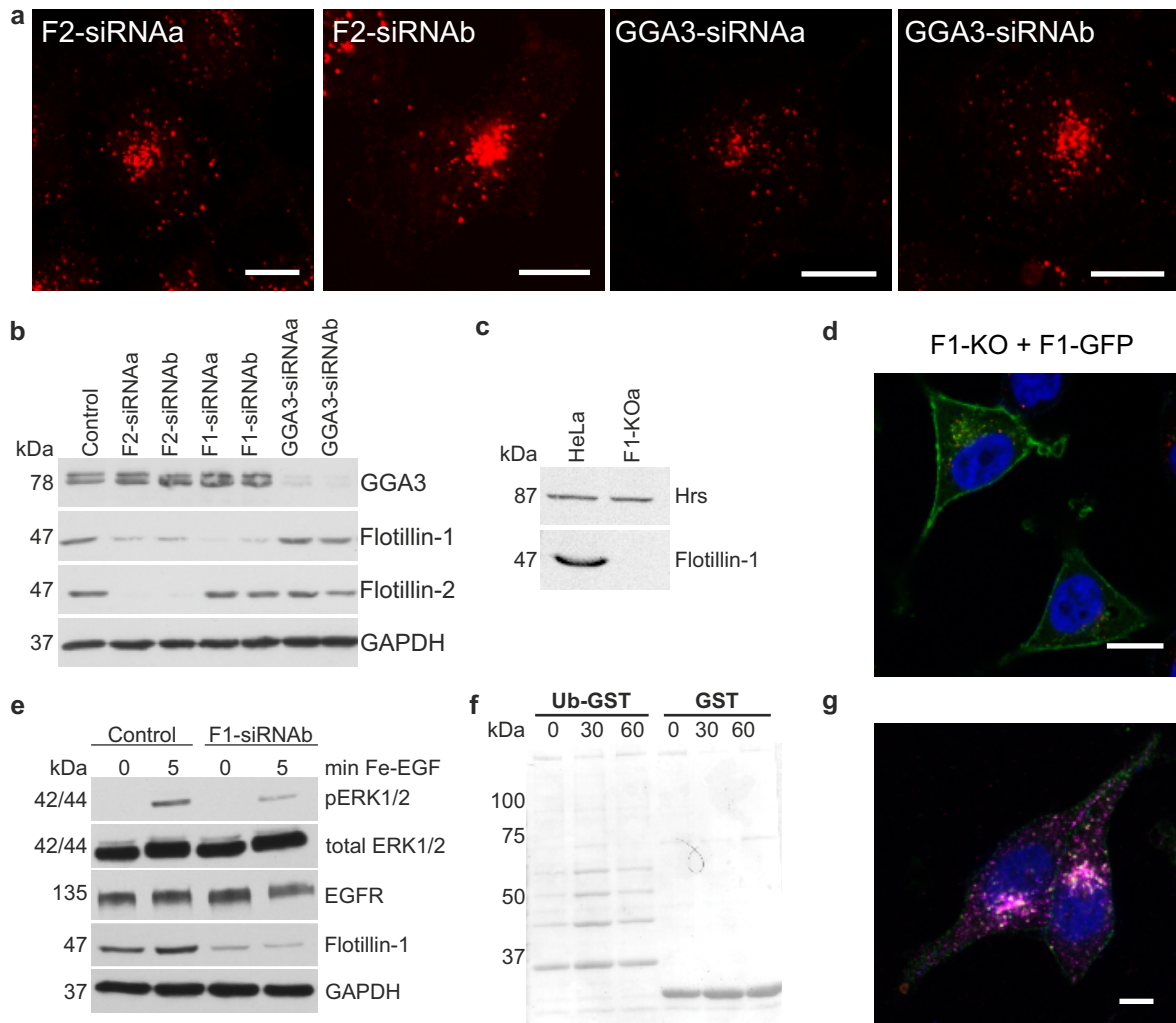 a
F2-siRNAa
F2-siRNAb
GGA3-siRNAa
GGA3-siRNAb
b
Control
F2-siRNAa
F2-siRNAb
F1-siRNAa
F1-siRNAb
GGA3-siRNAa
GGA3-siRNAb
kDa
78 GGA3
47 Flotillin-1
47 Flotillin-2
37 GAPDH
c
HeLa
F1-KOa
kDa
87 Hrs
47 Flotillin-1
d
F1-KO + F1-GFP
e
Control F1-siRNAb
kDa 0 5 0 5 min Fe-EGF
42/44 pERK1/2
42/44 total ERK1/2
135 EGFR
47 Flotillin-1
37 GAPDH
f
Ub-GST GST
kDa 0 30 60 0 30 60
100
75
50
37
g